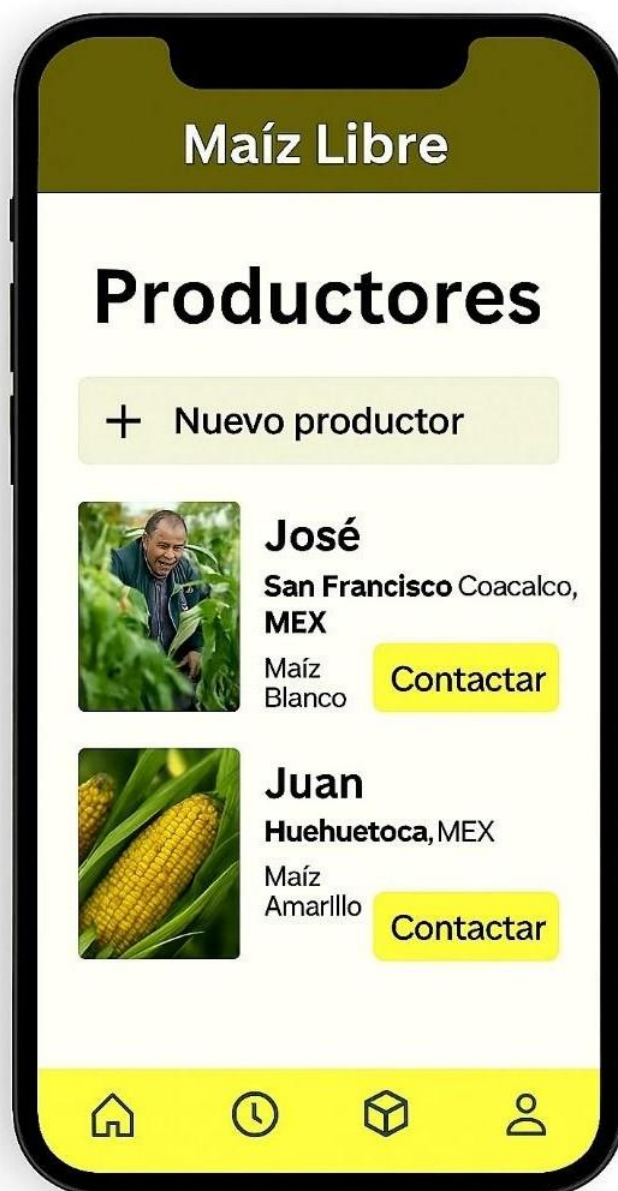 Maíz Libre
Productores
+ Nuevo productor
José
San Francisco Coacalco,
MEX
Maíz
Blanco
Contactar
Juan
Huehuetoca, MEX
Maíz
Amarlllo
Contactar